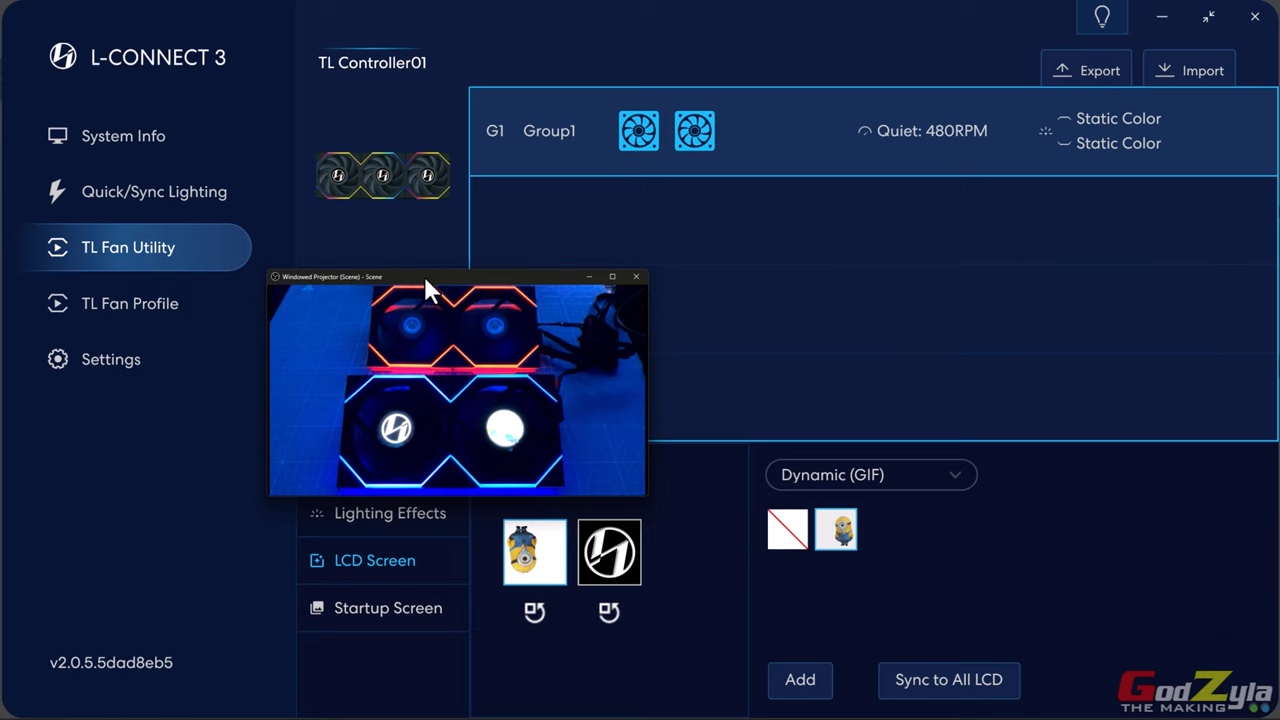 L-CONNECT 3
System Info
Quick/Sync Lighting
TL Fan Utility
TL Fan Profile
Settings
v2.0.5.5dad8eb5
TL Controller01
Export
Import
G1 Group1
Quiet: 480RPM
Static Color
Static Color
Windowed Projector (Scene) - Scene
Lighting Effects
LCD Screen
Startup Screen
Dynamic (GIF)
Add
Sync to All LCD
GodZyla
THE MAKING